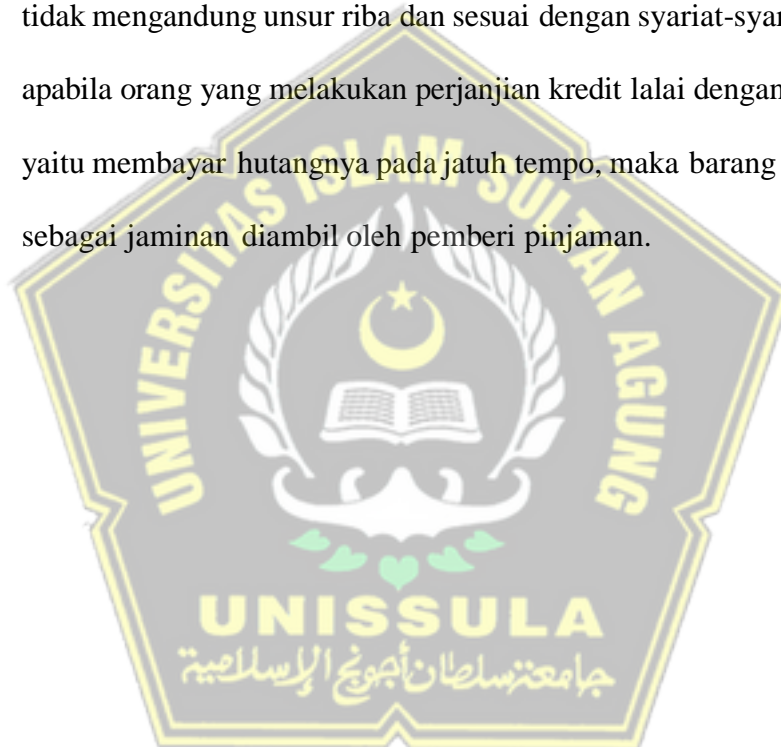 tidak mengandung unsur riba dan sesuai dengan syariat-syar
apabila orang yang melakukan perjanjian kredit lalai dengan
yaitu membayar hutangnya pada jatuh tempo, maka barang
sebagai jaminan diambil oleh pemberi pinjaman.
UNIVERSITAS ISLAM SULTAN AGUNG
UNISSULA
جامعتسلطان أجونج الإسلامية